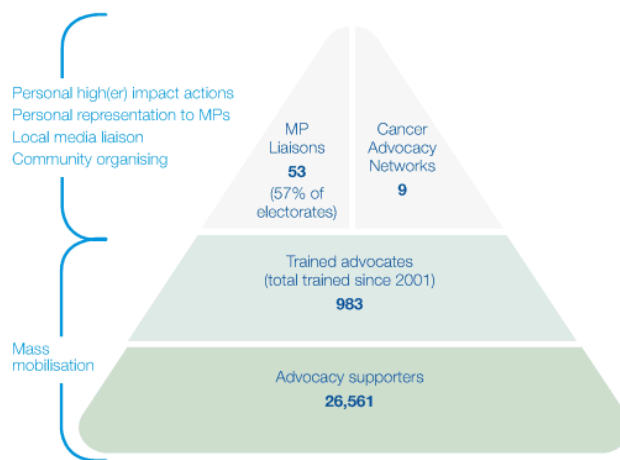 Personal high(er) impact actions
Personal representation to MPs
Local media liaison
Community organising
MP
Liaisons
53
(57% of
electorates)
Cancer
Advocacy
Networks
9
Trained advocates
(total trained since 2001)
983
Mass
mobilisation
Advocacy supporters
26,561